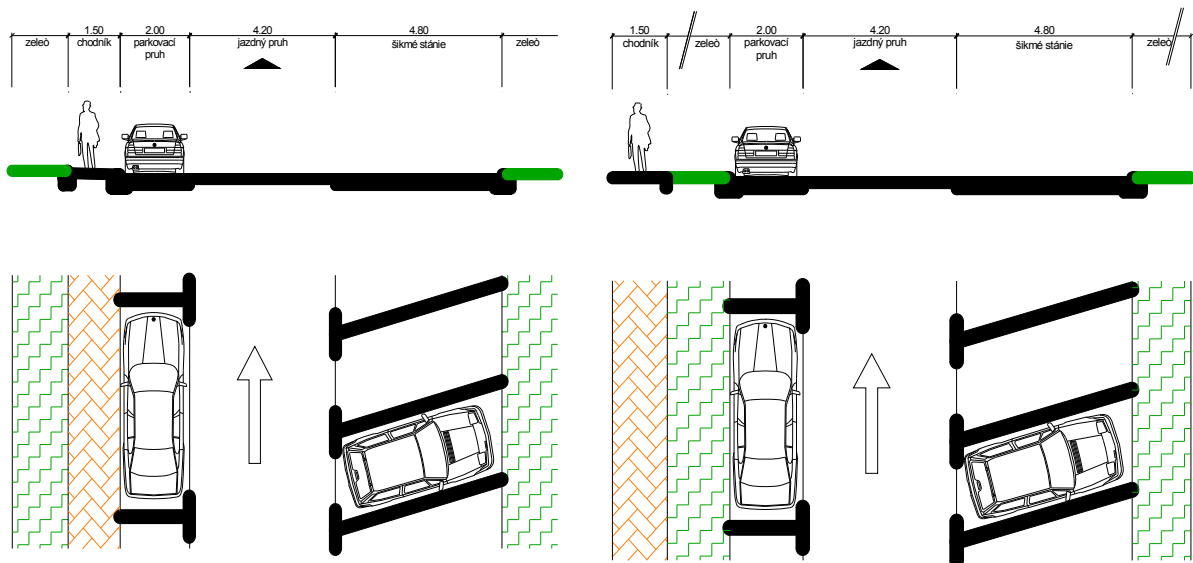 1.50 2.00 4.20 4.80
zeleò chodník parkovací jazdný pruh šikmé stánie zeleò
pruh
1.50 2.00 4.20 4.80
chodník zeleò parkovací jazdný pruh šikmé stánie zeleò
pruh